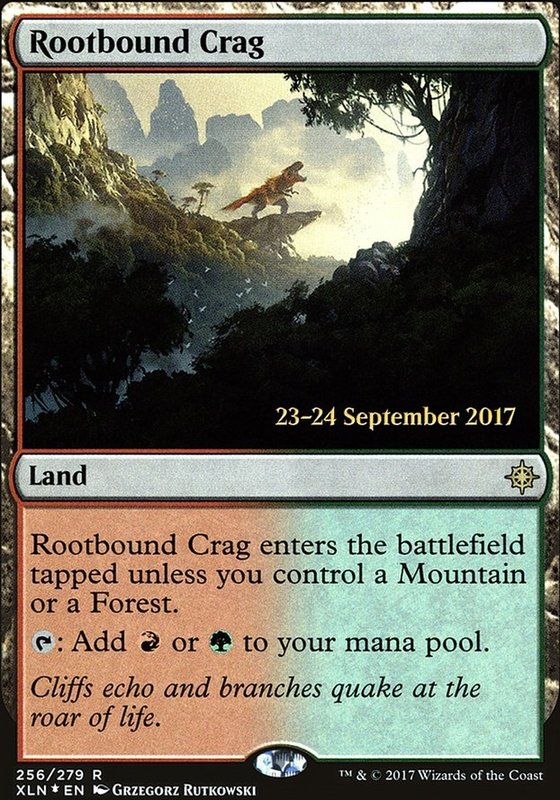 Rootbound Crag
23–24 September 2017
Land
Rootbound Crag enters the battlefield
tapped unless you control a Mountain
or a Forest.
: Add or to your mana pool.
Cliffs echo and branches quake at the
roar of life.
256/279 R
XLN★EN Grzegorz Rutkowski
™ & © 2017 Wizards of the Coast